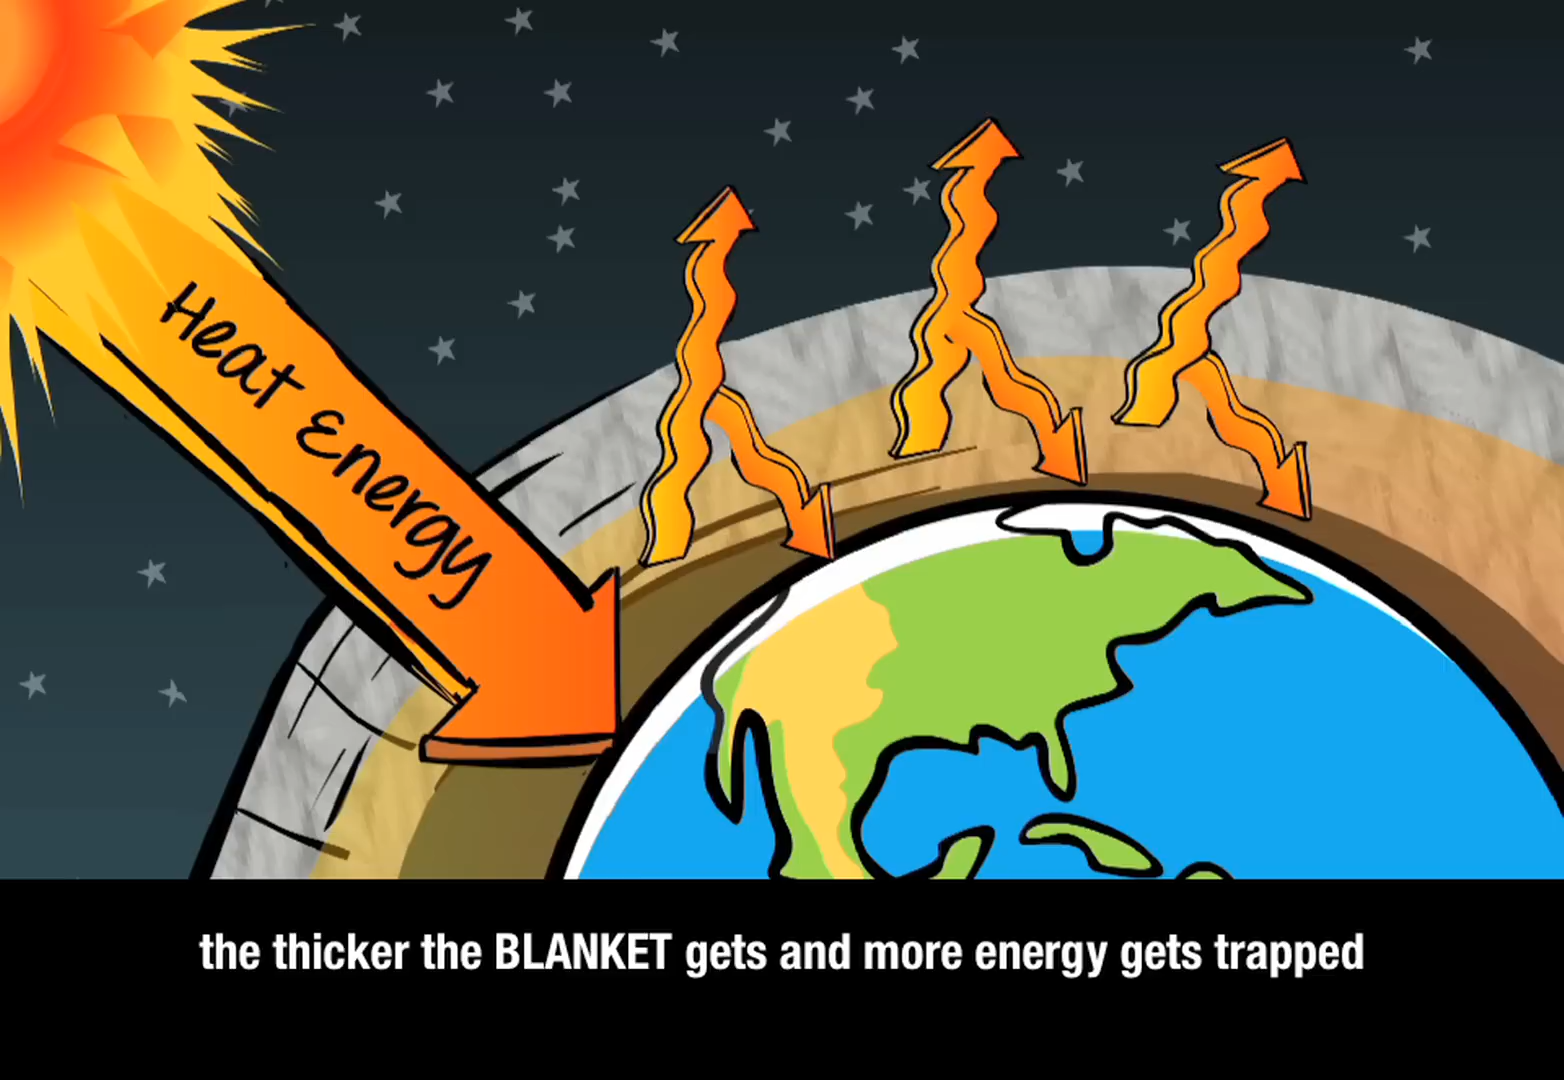 Heat Energy
the thicker the BLANKET gets and more energy gets trapped